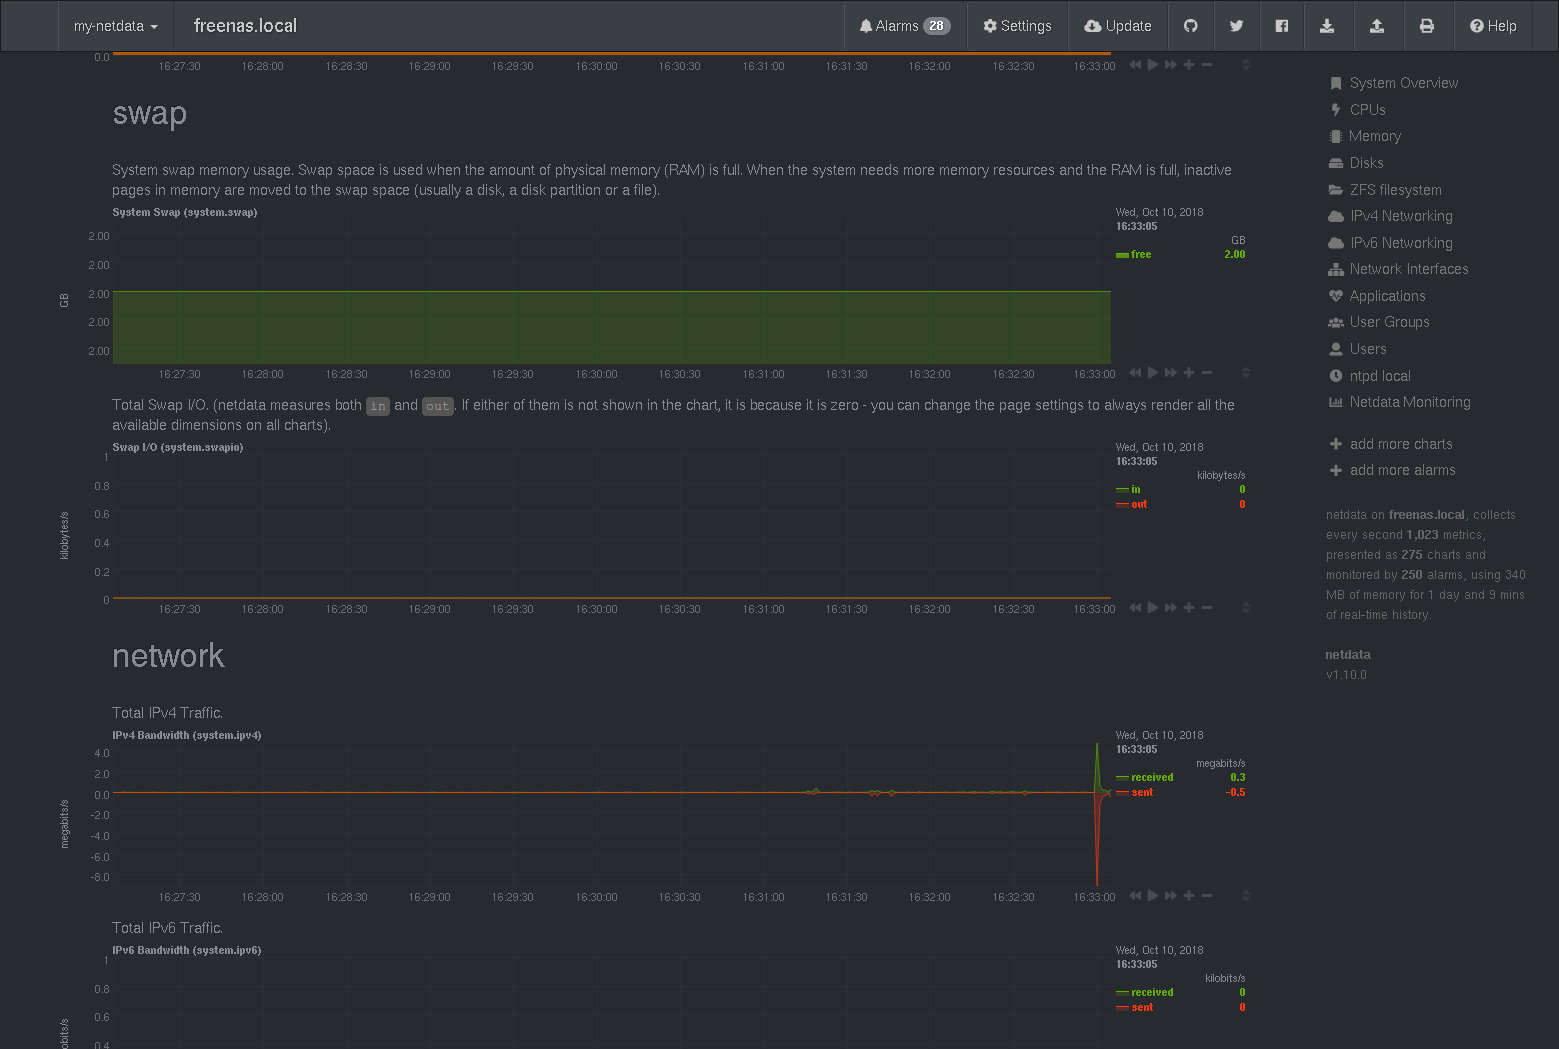 my-netdata freenas.local Alarms 28 Settings Update Help
0.0
16:27:30 16:28:00 16:28:30 16:29:00 16:29:30 16:30:00 16:30:30 16:31:00 16:31:30 16:32:00 16:32:30 16:33:00
swap
System swap memory usage. Swap space is used when the amount of physical memory (RAM) is full. When the system needs more memory resources and the RAM is full, inactive
pages in memory are moved to the swap space (usually a disk, a disk partition or a file).
System Swap (system.swap)
Wed, Oct 10, 2018
16:33:05
GB
free 2.00
2.00
2.00
2.00
2.00
2.00
GB
16:27:30 16:28:00 16:28:30 16:29:00 16:29:30 16:30:00 16:30:30 16:31:00 16:31:30 16:32:00 16:32:30 16:33:00
Total Swap I/O. (netdata measures both in and out. If either of them is not shown in the chart, it is because it is zero - you can change the page settings to always render all the
available dimensions on all charts).
Swap I/O (system.swapio)
Wed, Oct 10, 2018
16:33:05
kilobytes/s
in 0
out 0
1
0.8
0.6
0.4
0.2
0
kilobytes/s
16:27:30 16:28:00 16:28:30 16:29:00 16:29:30 16:30:00 16:30:30 16:31:00 16:31:30 16:32:00 16:32:30 16:33:00
network
Total IPv4 Traffic.
IPv4 Bandwidth (system.ipv4)
Wed, Oct 10, 2018
16:33:05
megabits/s
received 0.3
sent -0.5
4.0
2.0
0.0
-2.0
-4.0
-6.0
-8.0
megabits/s
16:27:30 16:28:00 16:28:30 16:29:00 16:29:30 16:30:00 16:30:30 16:31:00 16:31:30 16:32:00 16:32:30 16:33:00
Total IPv6 Traffic.
IPv6 Bandwidth (system.ipv6)
Wed, Oct 10, 2018
16:33:05
kilobits/s
received 0
sent 0
1
0.8
0.6
0.4
obits/s
System Overview
CPUs
Memory
Disks
ZFS filesystem
IPv4 Networking
IPv6 Networking
Network Interfaces
Applications
User Groups
Users
ntpd local
Netdata Monitoring
add more charts
add more alarms
netdata on freenas.local, collects
every second 1,023 metrics,
presented as 275 charts and
monitored by 250 alarms, using 340
MB of memory for 1 day and 9 mins
of real-time history.
netdata
v1.10.0